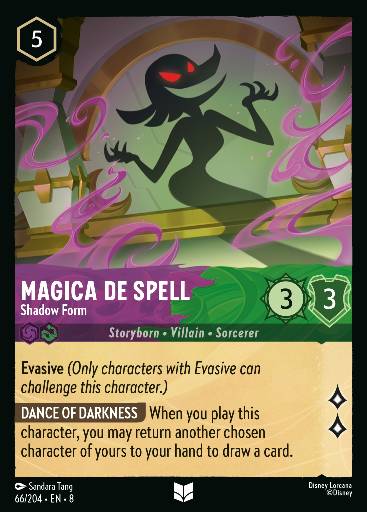 5
MAGICA DE SPELL
Shadow Form
3
3
Storyborn • Villain • Sorcerer
Evasive (Only characters with Evasive can
challenge this character.)
DANCE OF DARKNESS When you play this
character, you may return another chosen
character of yours to your hand to draw a card.
Sandara Tang
66/204 • EN • 8
Disney Lorcana
©Disney